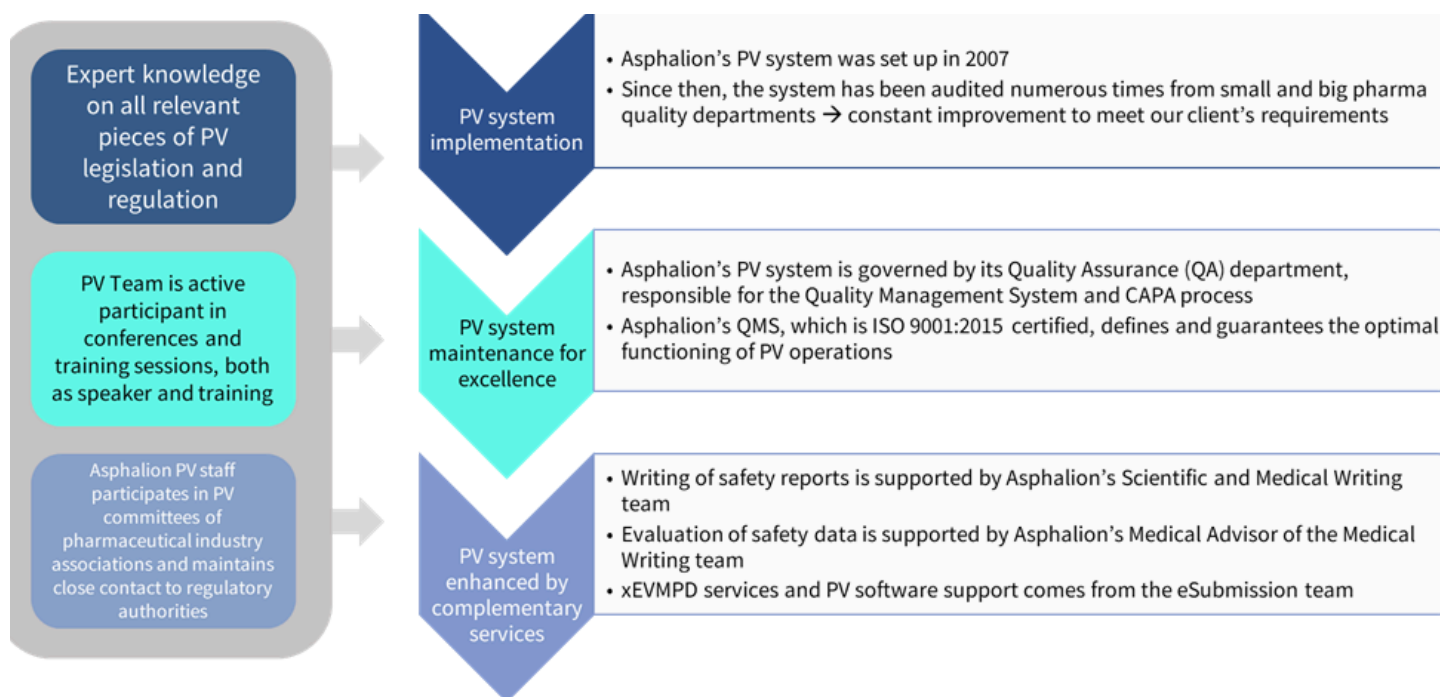 Expert knowledge
on all relevant
pieces of PV
legislation and
regulation
PV Team is active
participant in
conferences and
training sessions, both
as speaker and training
Asphalion PV staff
participates in PV
committees of
pharmaceutical industry
associations and maintains
close contact to regulatory
authorities
PV system
implementation
• Asphalion’s PV system was set up in 2007
• Since then, the system has been audited numerous times from small and big pharma
quality departments → constant improvement to meet our client’s requirements
PV system
maintenance for
excellence
• Asphalion’s PV system is governed by its Quality Assurance (QA) department,
responsible for the Quality Management System and CAPA process
• Asphalion’s QMS, which is ISO 9001:2015 certified, defines and guarantees the optimal
functioning of PV operations
PV system
enhanced by
complementary
services
• Writing of safety reports is supported by Asphalion’s Scientific and Medical Writing
team
• Evaluation of safety data is supported by Asphalion’s Medical Advisor of the Medical
Writing team
• xEVMPD services and PV software support comes from the eSubmission team